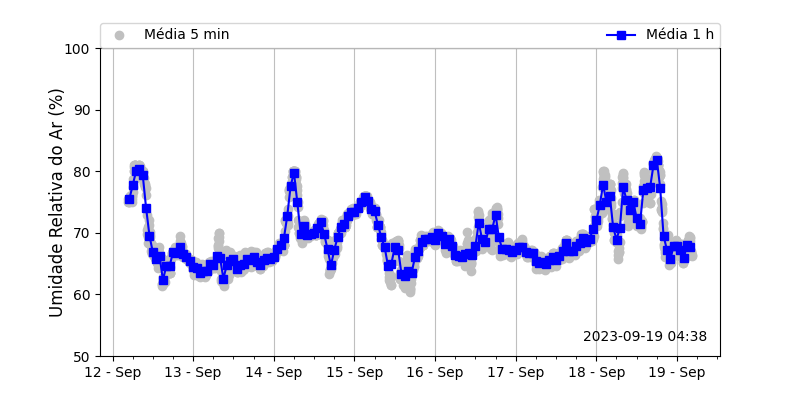 Média 5 min Média 1 h
100
90
80
70
60
50
Umidade Relativa do Ar (%)
2023-09-19 04:38
12 - Sep 13 - Sep 14 - Sep 15 - Sep 16 - Sep 17 - Sep 18 - Sep 19 - Sep